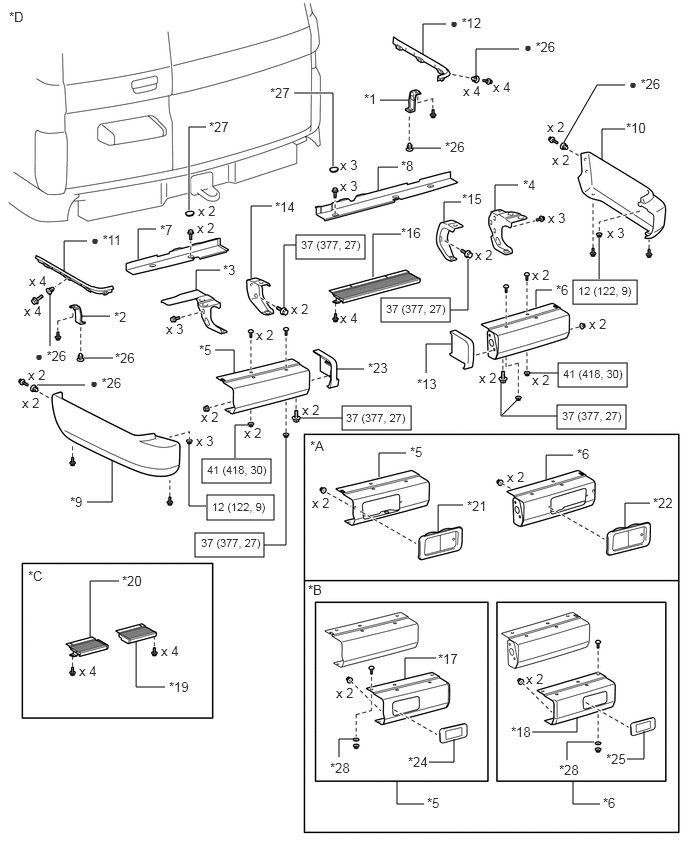 *D
*12
*26
x 4
x 4
*1
*27
*26
x 2
*26
*10
x 2
*27
x 3
x 3
*8
*26
x 2
x 2
*7
*14
*15
*4
x 3
x 3
*11
*16
37 (377, 27)
x 2
12 (122, 9)
*3
x 4
x 4
*2
x 2
37 (377, 27)
x 2
*6
x 3
x 4
x 2
x 2
*26
*26
*5
*13
x 2
*26
*23
x 2
x 2
41 (418, 30)
x 2
x 2
37 (377, 27)
37 (377, 27)
x 3
x 2
41 (418, 30)
*9
12 (122, 9)
37 (377, 27)
*A
*5
*6
x 2
x 2
*21
*22
*C
*20
x 4
x 4
*19
*B
*17
x 2
x 2
*18
*28
*24
*28
*25
*5
*6